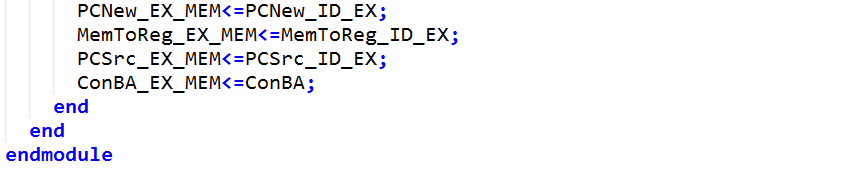 PCNew_EX_MEM<=PCNew_ID_EX;
MemToReg_EX_MEM<=MemToReg_ID_EX;
PCSrc_EX_MEM<=PCSrc_ID_EX;
ConBA_EX_MEM<=ConBA;
end
end
endmodule